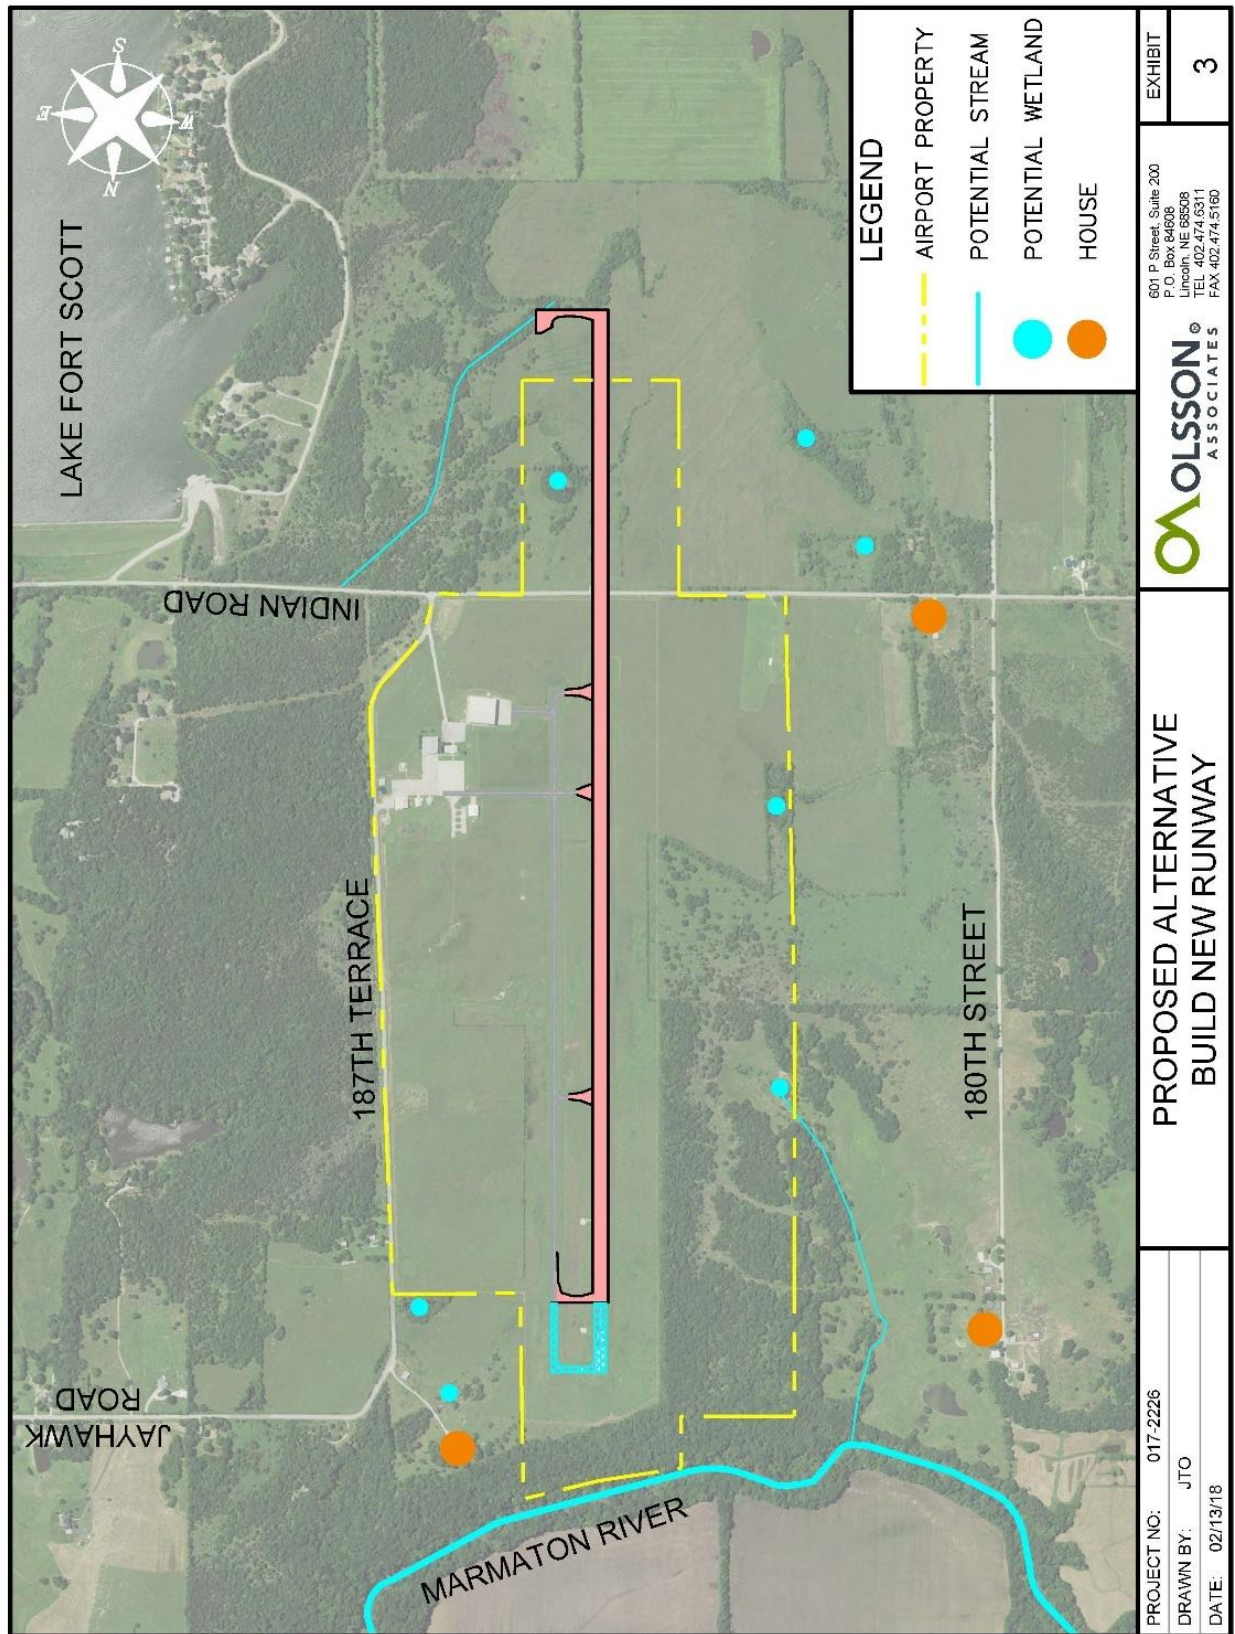 LAKE FORT SCOTT
S
E
W
N
INDIAN ROAD
187TH TERRACE
JAYHAWK
ROAD
MARMATON RIVER
180TH STREET
LEGEND
AIRPORT PROPERTY
POTENTIAL STREAM
POTENTIAL WETLAND
HOUSE
PROJECT NO: 017-2226
DRAWN BY: JTO
DATE: 02/13/18
PROPOSED ALTERNATIVE
BUILD NEW RUNWAY
OLSSON®
ASSOCIATES
601 P Street, Suite 200
P.O. Box 84608
Lincoln, NE 68508
TEL 402.474.6311
FAX 402.474.5160
EXHIBIT
3